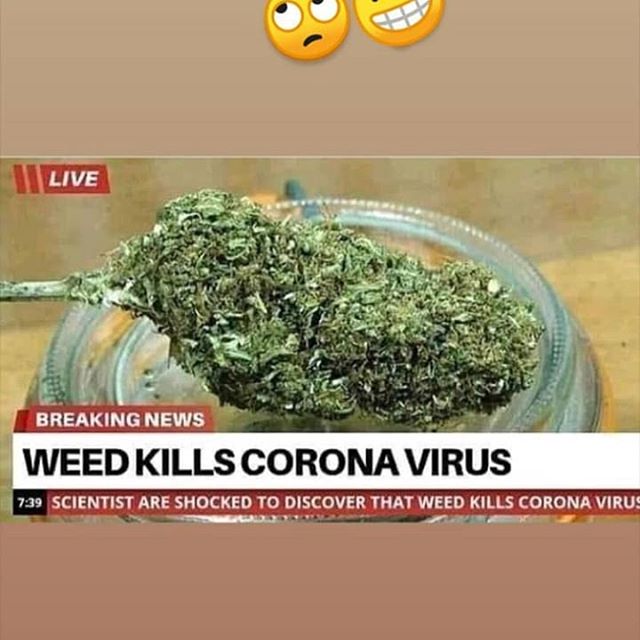 LIVE
BREAKING NEWS
WEED KILLS CORONA VIRUS
7:39 SCIENTIST ARE SHOCKED TO DISCOVER THAT WEED KILLS CORONA VIRUS